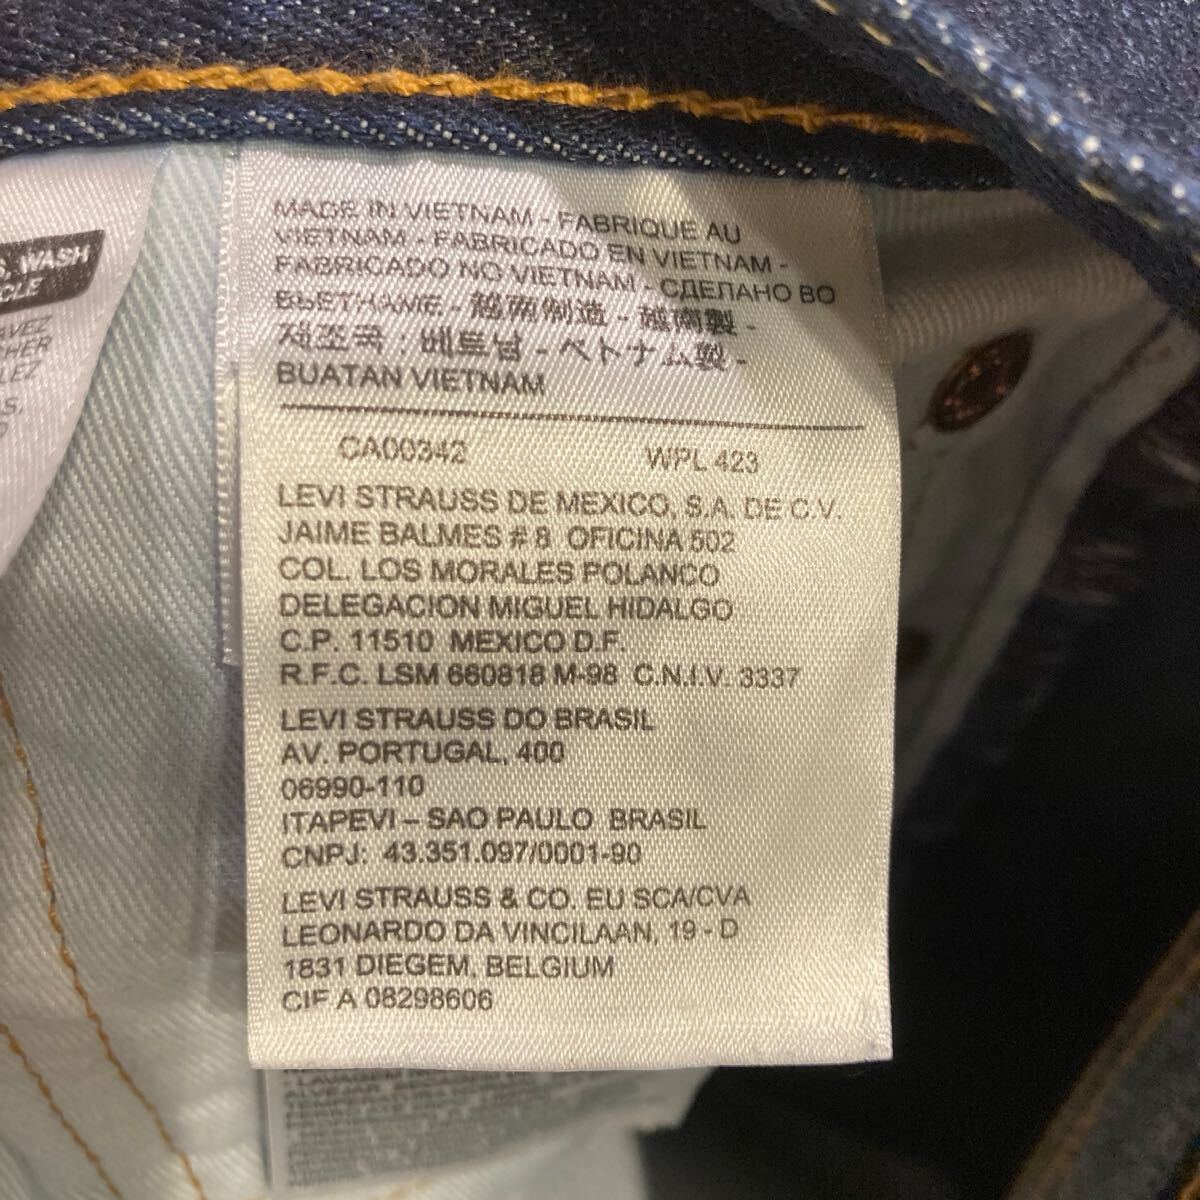 MADE IN VIETNAM - FABRIQUE AU
VIETNAM - FABRICADO EN VIETNAM -
FABRICADO NO VIETNAM - СДЕЛАНО ВО
ВЬЕТНАМЕ - 越南制造 - 越南製 -
제조국 : 베트남 - ベトナム製 -
BUATAN VIETNAM
CA00342 WPL 423
LEVI STRAUSS DE MEXICO, S.A. DE C.V.
JAIME BALMES # 8 OFICINA 502
COL. LOS MORALES POLANCO
DELEGACION MIGUEL HIDALGO
C.P. 11510 MEXICO D.F.
R.F.C. LSM 660818 M-98 C.N.I.V. 3337
LEVI STRAUSS DO BRASIL
AV. PORTUGAL, 400
06990-110
ITAPEVI – SAO PAULO BRASIL
CNPJ: 43.351.097/0001-90
LEVI STRAUSS & CO. EU SCA/CVA
LEONARDO DA VINCILAAN, 19 - D
1831 DIEGEM, BELGIUM
CIF A 08298606
WASH